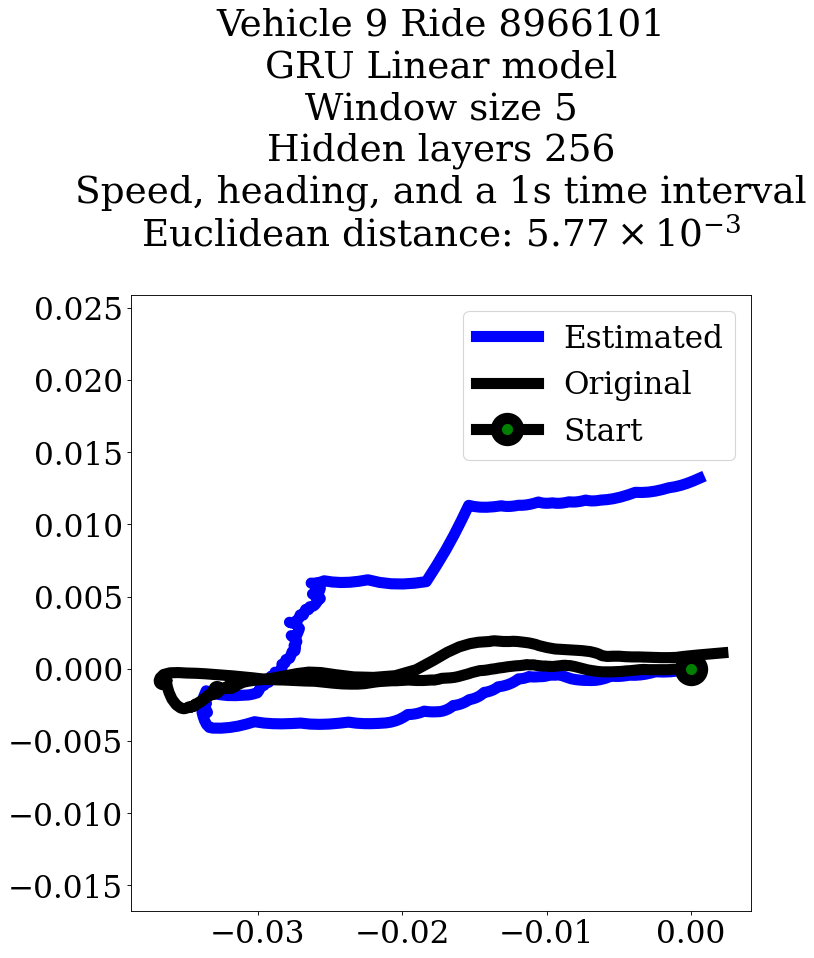 Vehicle 9 Ride 8966101
GRU Linear model
Window size 5
Hidden layers 256
Speed, heading, and a 1s time interval
Euclidean distance: 5.77 × 10⁻³
Estimated
Original
Start
0.025
0.020
0.015
0.010
0.005
0.000
−0.005
−0.010
−0.015
−0.03 −0.02 −0.01 0.00